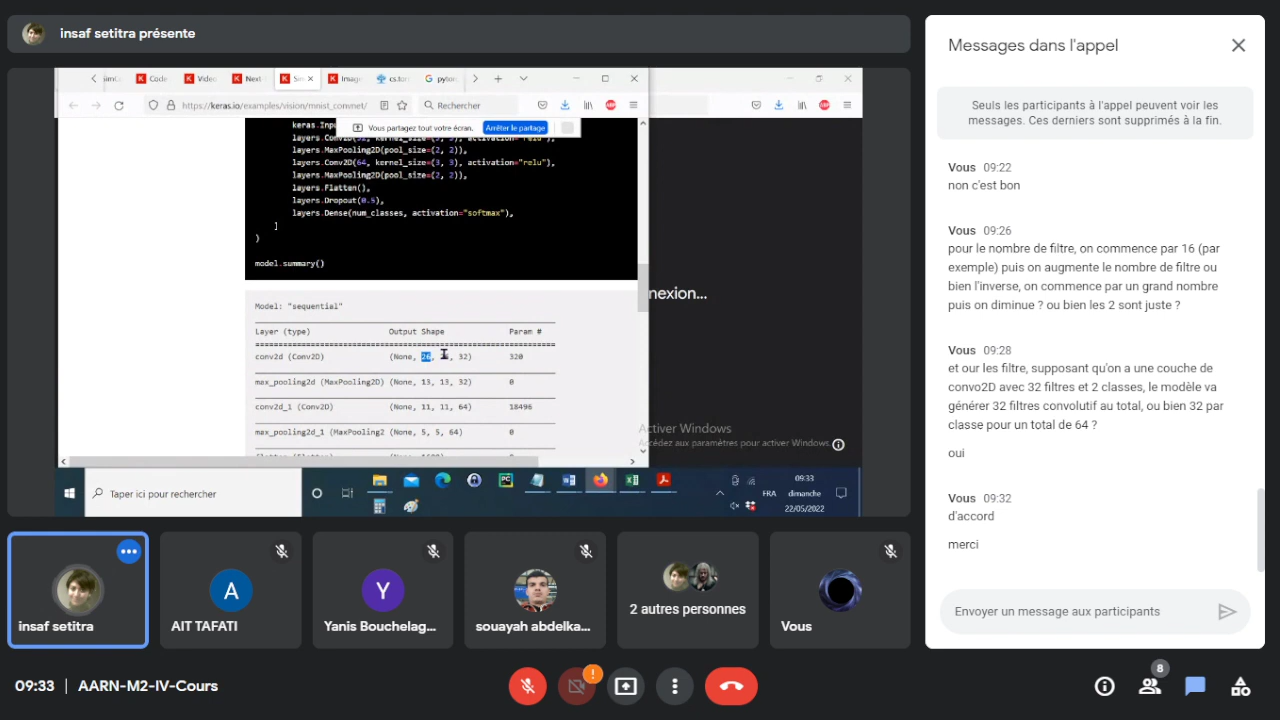 insaf setitra présente
Code
Video
Next
Image
cs.ton
pyton
https://keras.io/examples/vision/mnist_convnet/
Rechercher
Vous partagez tout votre écran.
Arrêter le partage
layers.MaxPooling2D(pool_size=(2, 2)),
layers.Conv2D(64, kernel_size=(3, 3), activation="relu"),
layers.MaxPooling2D(pool_size=(2, 2)),
layers.Flatten(),
layers.Dropout(0.5),
layers.Dense(num_classes, activation="softmax"),
]
)
model.summary()
Model: "sequential"
Layer (type) Output Shape Param #
conv2d (Conv2D) (None, 26, , 32) 320
max_pooling2d (MaxPooling2D) (None, 13, 13, 32) 0
conv2d_1 (Conv2D) (None, 11, 11, 64) 18496
max_pooling2d_1 (MaxPooling2 (None, 5, 5, 64) 0
nexion...
Activer Windows
Accédez aux paramètres pour activer Windows.
Taper ici pour rechercher
FRA
09:33
dimanche
22/05/2022
insaf setitra
A
AIT TAFATI
Y
Yanis Bouchelag...
souayah abdelka...
2 autres personnes
Vous
09:33 | AARN-M2-IV-Cours
Messages dans l'appel
Seuls les participants à l'appel peuvent voir les
messages. Ces derniers sont supprimés à la fin.
Vous 09:22
non c'est bon
Vous 09:26
pour le nombre de filtre, on commence par 16 (par
exemple) puis on augmente le nombre de filtre ou
bien l'inverse, on commence par un grand nombre
puis on diminue ? ou bien les 2 sont juste ?
Vous 09:28
et our les filtre, supposant qu'on a une couche de
convo2D avec 32 filtres et 2 classes, le modèle va
générer 32 filtres convolutif au total, ou bien 32 par
classe pour un total de 64 ?
oui
Vous 09:32
d'accord
merci
Envoyer un message aux participants
8